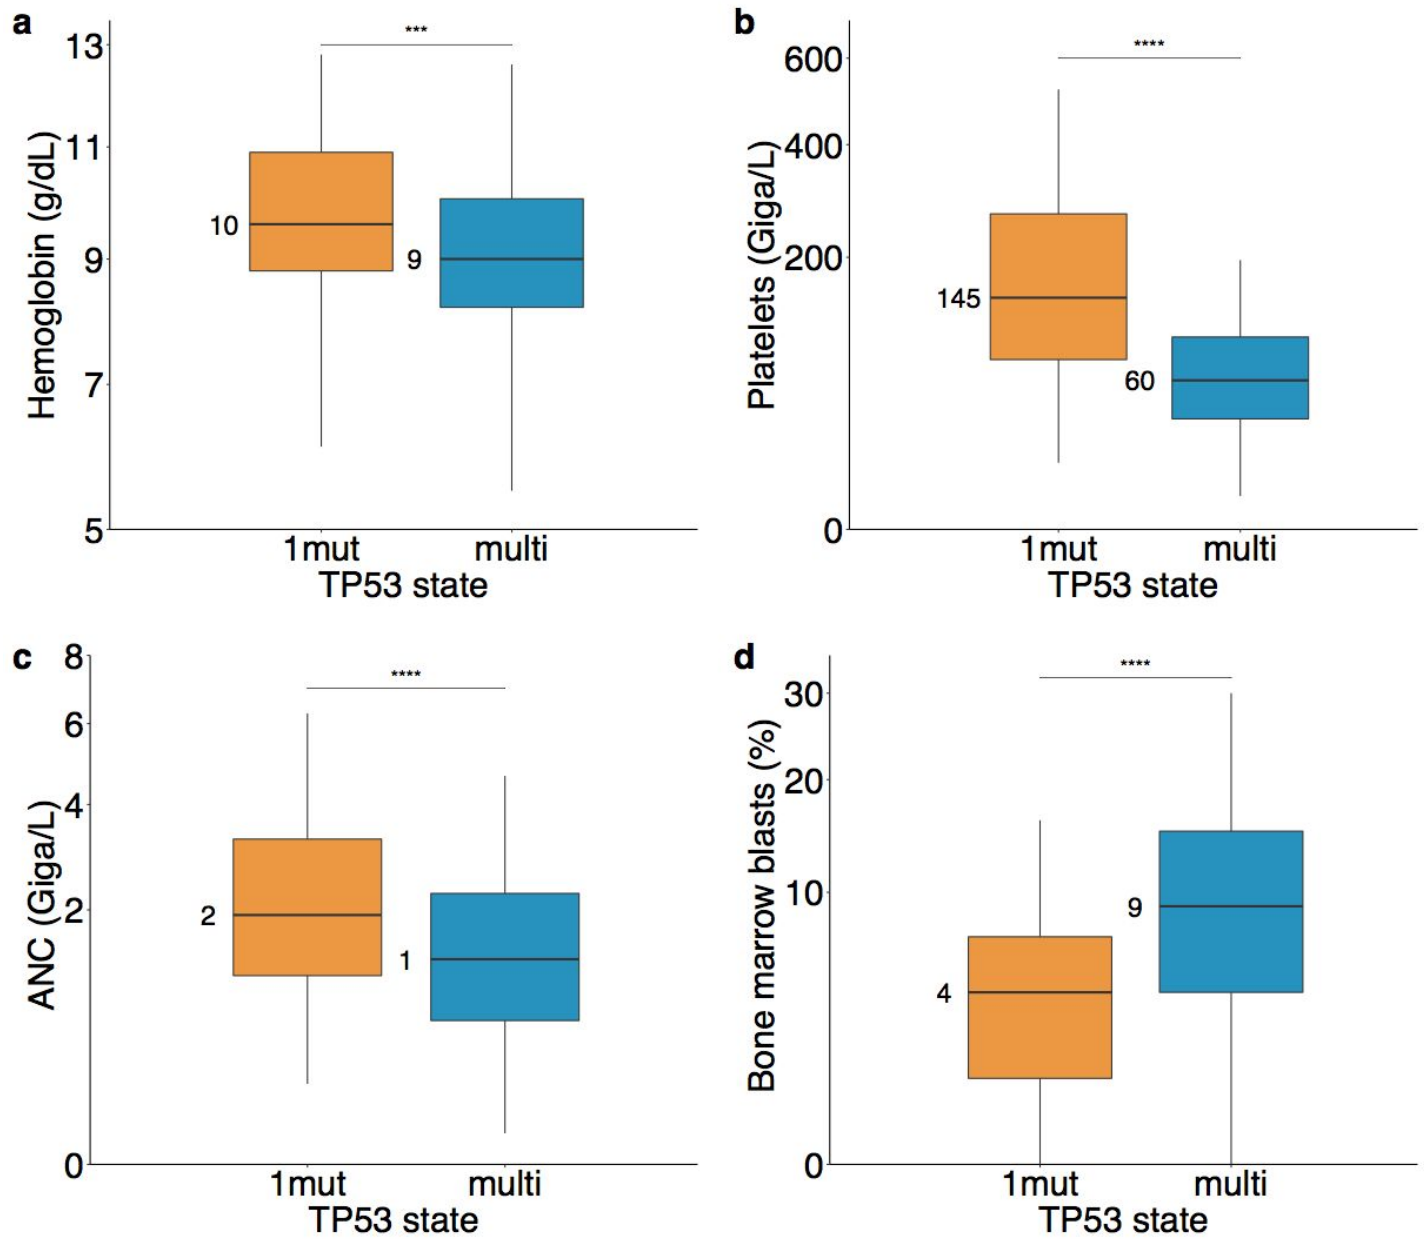 a
***
13
11
9
7
5
Hemoglobin (g/dL)
10
9
1mut multi
TP53 state
b
****
600
400
200
0
Platelets (Giga/L)
145
60
1mut multi
TP53 state
c
****
8
6
4
2
0
ANC (Giga/L)
2
1
1mut multi
TP53 state
d
****
30
20
10
0
Bone marrow blasts (%)
4
9
1mut multi
TP53 state